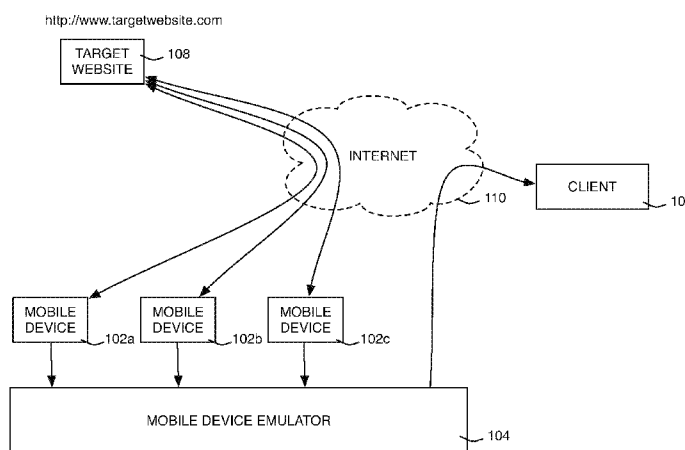 http://www.targetwebsite.com
TARGET
WEBSITE
108
INTERNET
110
CLIENT
10
MOBILE
DEVICE
102a
MOBILE
DEVICE
102b
MOBILE
DEVICE
102c
MOBILE DEVICE EMULATOR
104